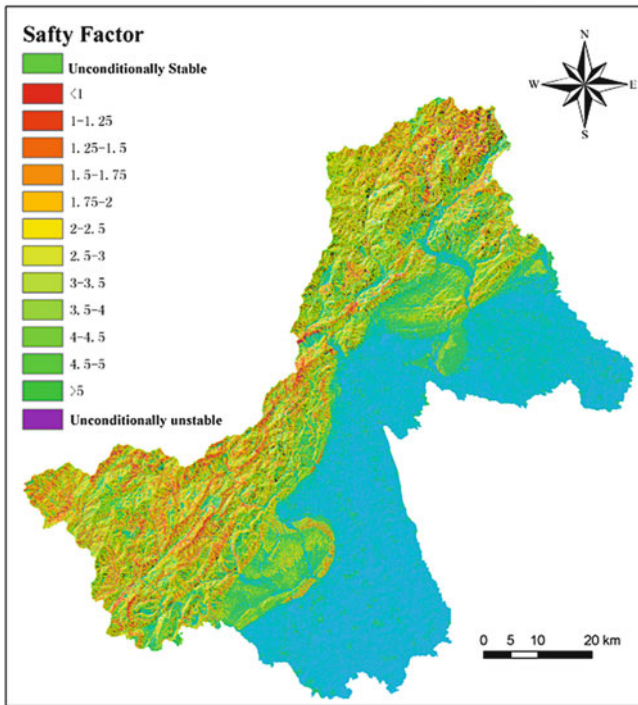 Safty Factor
Unconditionally Stable
<1
1-1.25
1.25-1.5
1.5-1.75
1.75-2
2-2.5
2.5-3
3-3.5
3.5-4
4-4.5
4.5-5
>5
Unconditionally unstable
N
W E
S
0 5 10 20 km